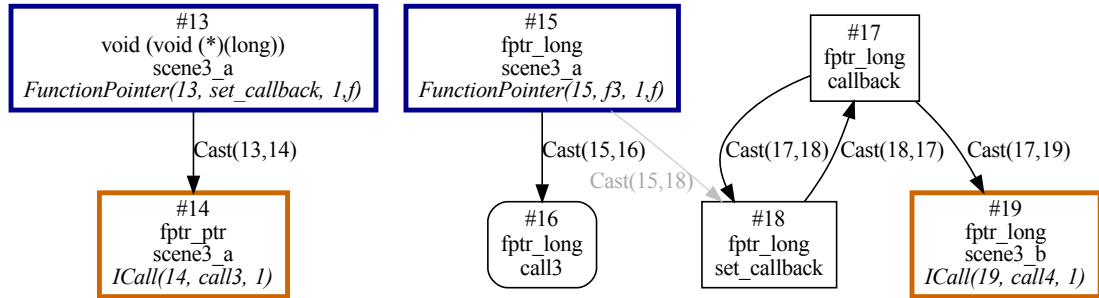 #13
void (void (*)(long))
scene3_a
FunctionPointer(13, set_callback, 1,f)
#15
fptr_long
scene3_a
FunctionPointer(15, f3, 1,f)
#17
fptr_long
callback
Cast(13,14)
Cast(15,16)
Cast(15,18)
Cast(17,18)
Cast(18,17)
Cast(17,19)
#14
fptr_ptr
scene3_a
ICall(14, call3, 1)
#16
fptr_long
call3
#18
fptr_long
set_callback
#19
fptr_long
scene3_b
ICall(19, call4, 1)